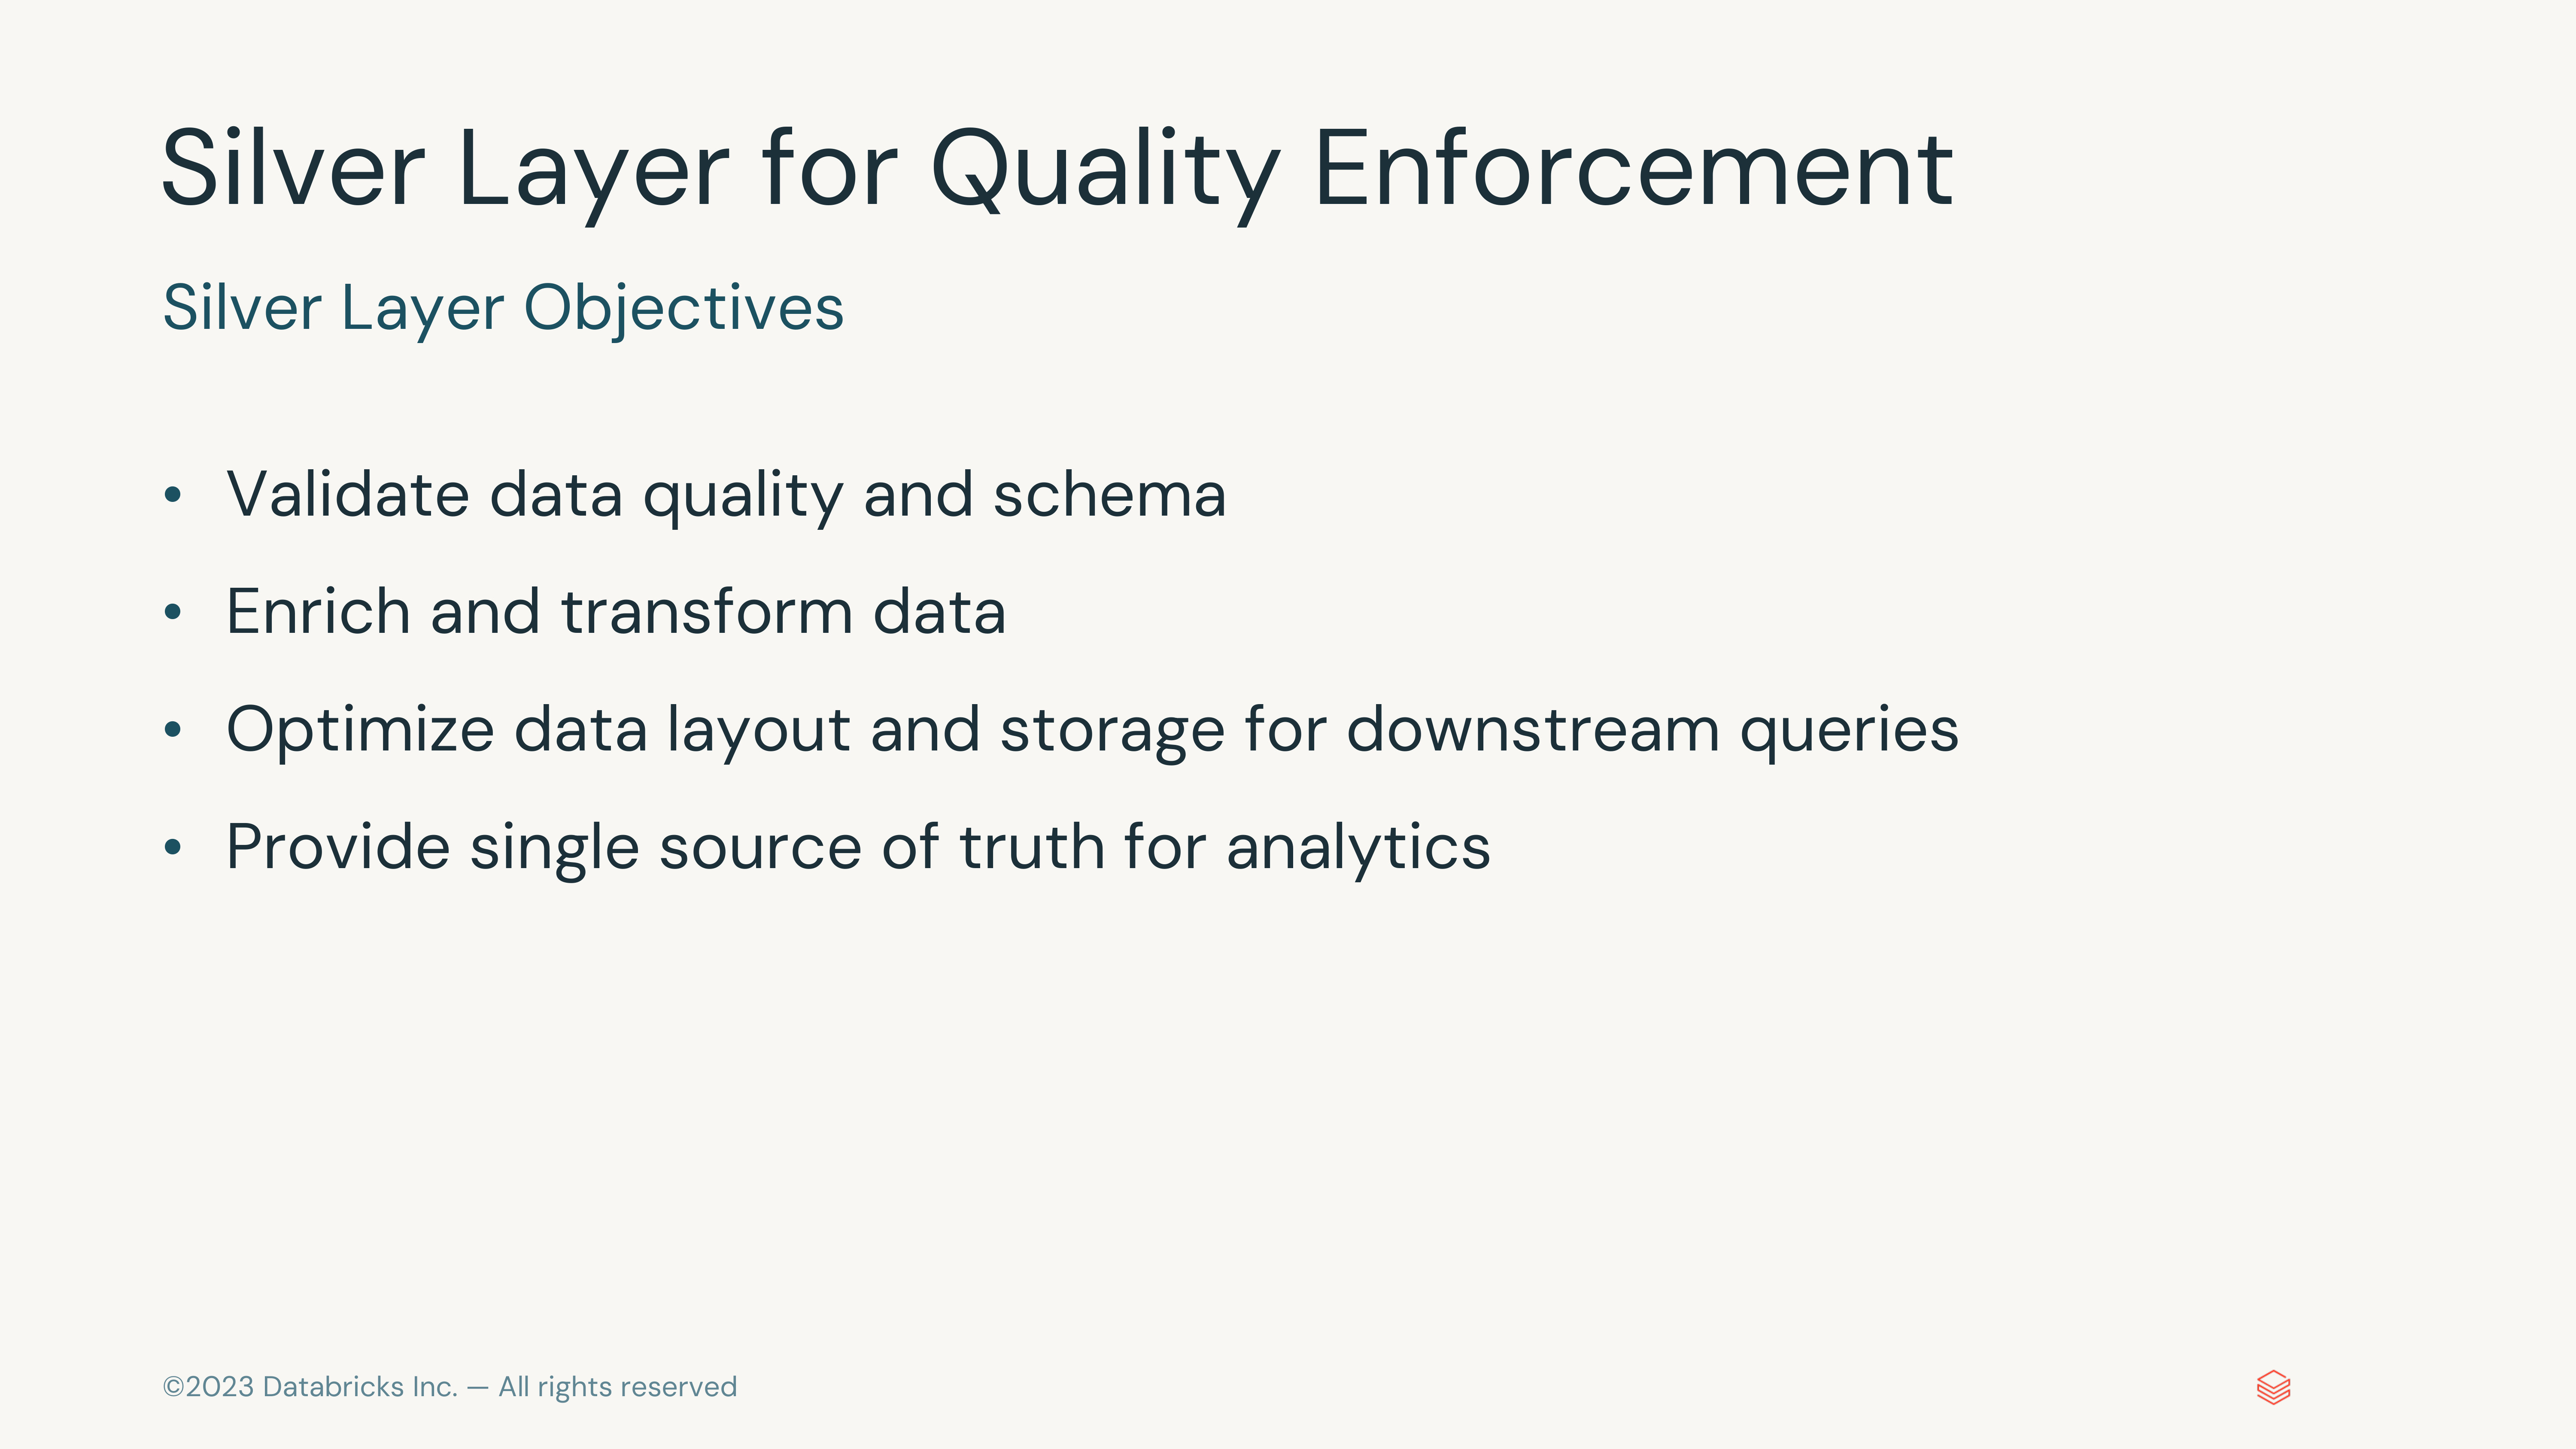 Silver Layer for Quality Enforcement
Silver Layer Objectives
• Validate data quality and schema
• Enrich and transform data
• Optimize data layout and storage for downstream queries
• Provide single source of truth for analytics
©2023 Databricks Inc. — All rights reserved